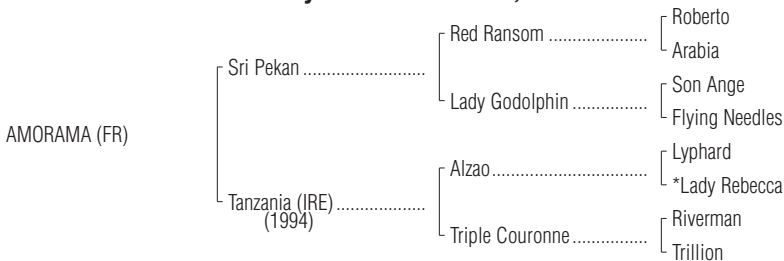 Roberto
Red Ransom
Arabia
Sri Pekan
Son Ange
Lady Godolphin
Flying Needles
AMORAMA (FR)
Lyphard
Alzao
*Lady Rebecca
Tanzania (IRE)
(1994)
Riverman
Triple Couronne
Trillion